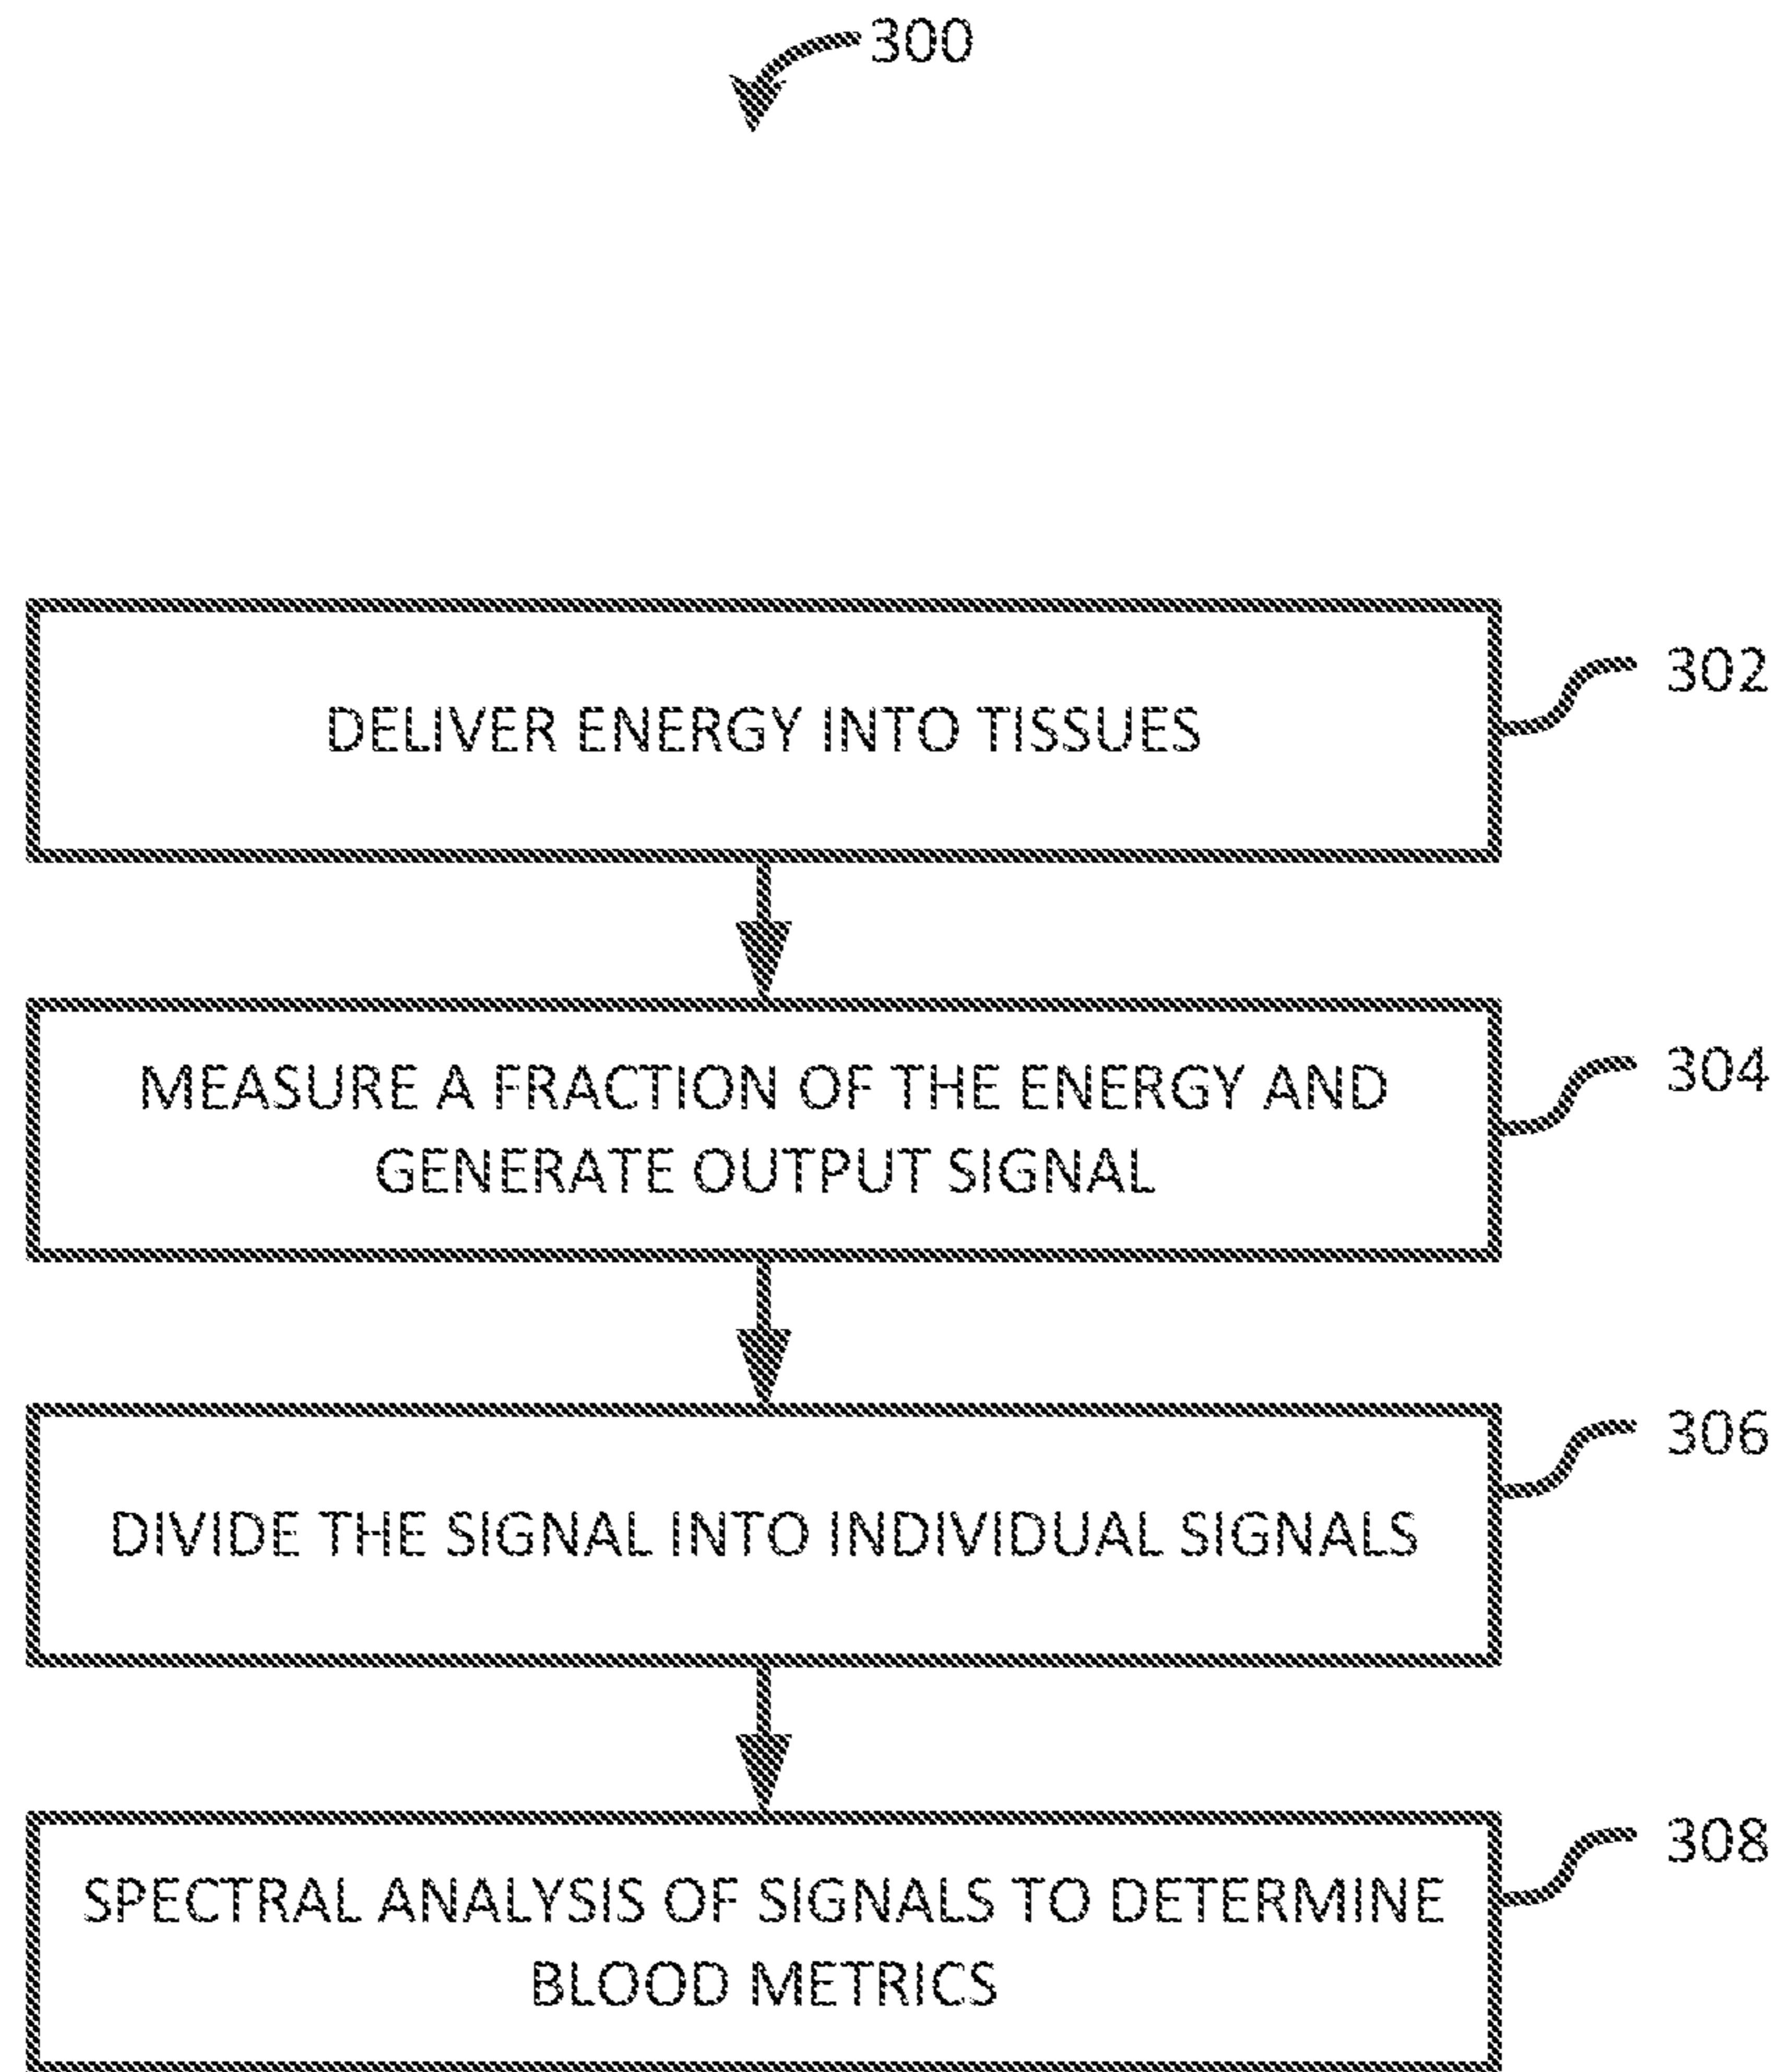 300
DELIVER ENERGY INTO TISSUES
302
MEASURE A FRACTION OF THE ENERGY AND
GENERATE OUTPUT SIGNAL
304
DIVIDE THE SIGNAL INTO INDIVIDUAL SIGNALS
306
SPECTRAL ANALYSIS OF SIGNALS TO DETERMINE
BLOOD METRICS
308